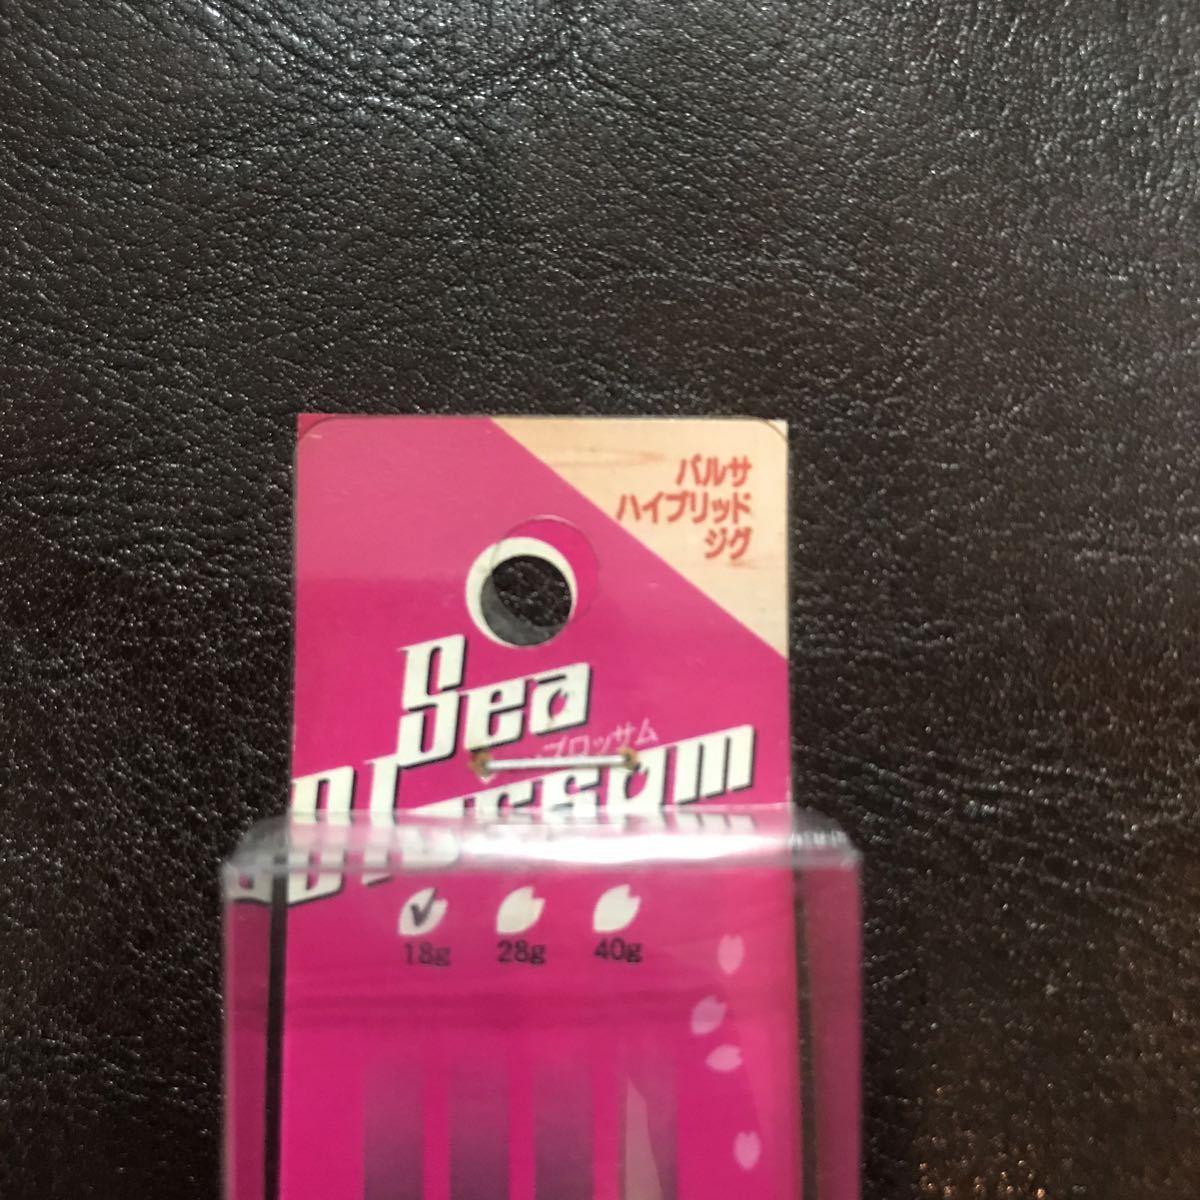 バルサ
ハイブリッド
ジグ
Sea
ブロッサム
Blossom
18g 28g 40g